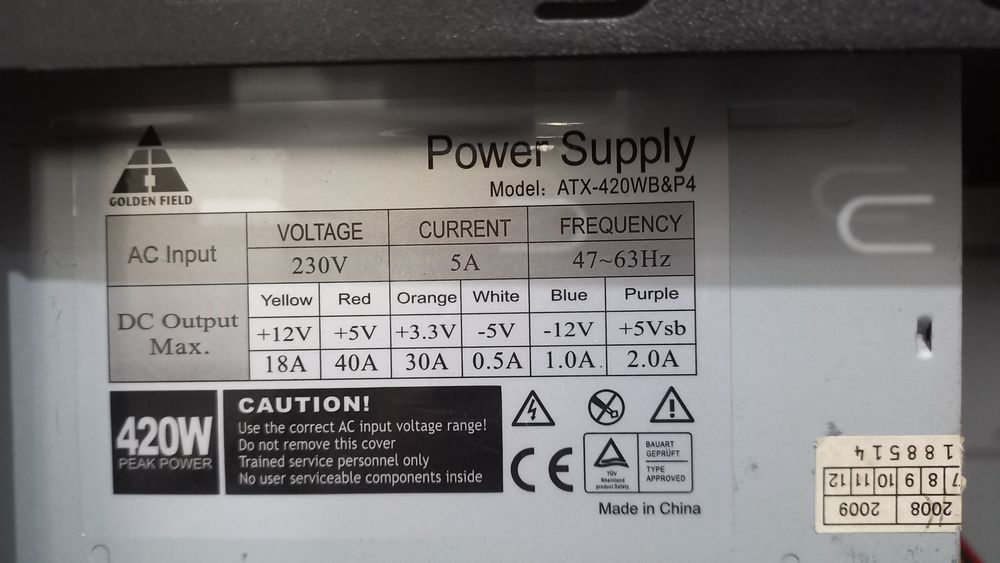 GOLDEN FIELD
Power Supply
Model: ATX-420WB&P4
AC Input
VOLTAGE CURRENT FREQUENCY
230V 5A 47~63Hz
DC Output
Max.
Yellow Red Orange White Blue Purple
+12V +5V +3.3V -5V -12V +5Vsb
18A 40A 30A 0.5A 1.0A 2.0A
420W
PEAK POWER
CAUTION!
Use the correct AC input voltage range!
Do not remove this cover
Trained service personnel only
No user serviceable components inside
CE
TÜV
Rheinland
product Safety
BAUART
GEPRÜFT
TYPE
APPROVED
Made in China
2008 2009
7 8 9 10 11 12
188514